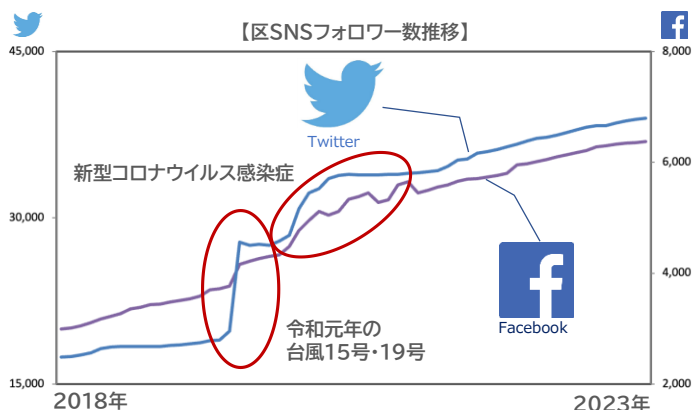 【区SNSフォロワー数推移】
45,000
8,000
Twitter
新型コロナウイルス感染症
6,000
30,000
4,000
Facebook
令和元年の
台風15号・19号
15,000
2,000
2018年
2023年